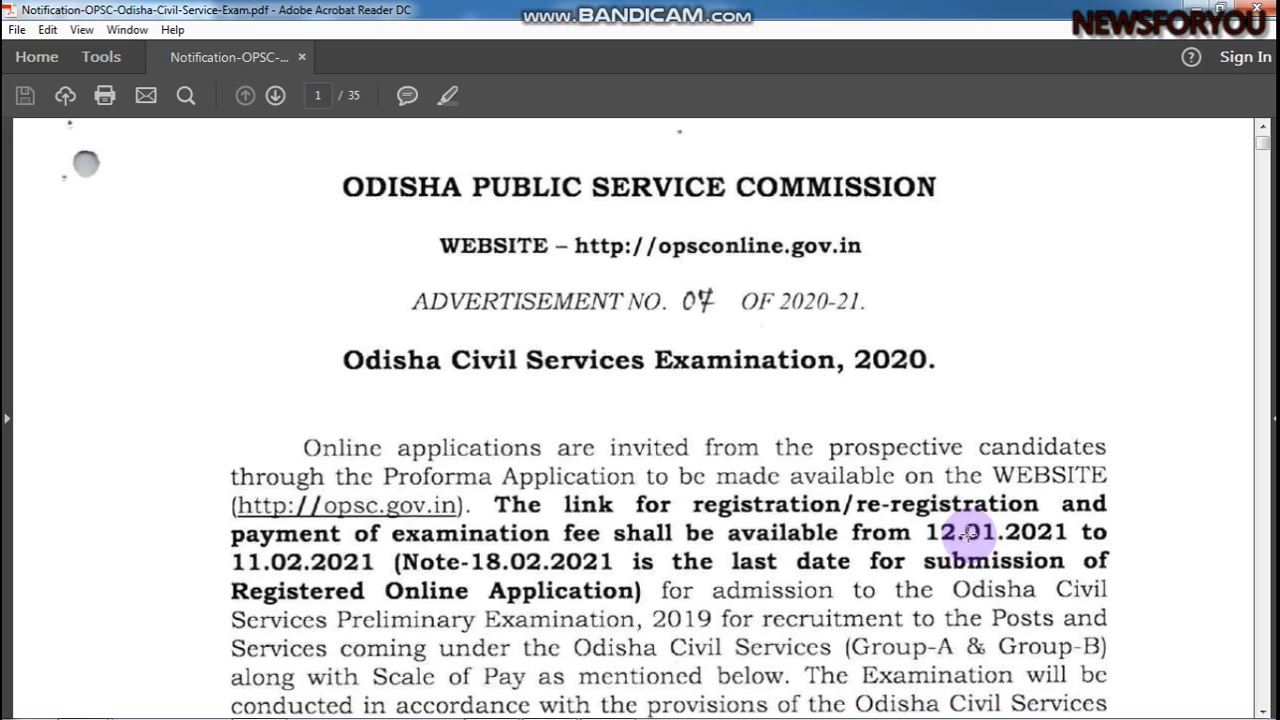 Notification-OPSC-Odisha-Civil-Service-Exam.pdf - Adobe Acrobat Reader DC
www.BANDICAM.com
NEWSFORYOU
File Edit View Window Help
Home Tools Notification-OPSC-... × ? Sign In
1 / 35
ODISHA PUBLIC SERVICE COMMISSION
WEBSITE – http://opsconline.gov.in
ADVERTISEMENT NO. 07 OF 2020-21.
Odisha Civil Services Examination, 2020.
Online applications are invited from the prospective candidates
through the Proforma Application to be made available on the WEBSITE
(http://opsc.gov.in). The link for registration/re-registration and
payment of examination fee shall be available from 12.01.2021 to
11.02.2021 (Note-18.02.2021 is the last date for submission of
Registered Online Application) for admission to the Odisha Civil
Services Preliminary Examination, 2019 for recruitment to the Posts and
Services coming under the Odisha Civil Services (Group-A & Group-B)
along with Scale of Pay as mentioned below. The Examination will be
conducted in accordance with the provisions of the Odisha Civil Services